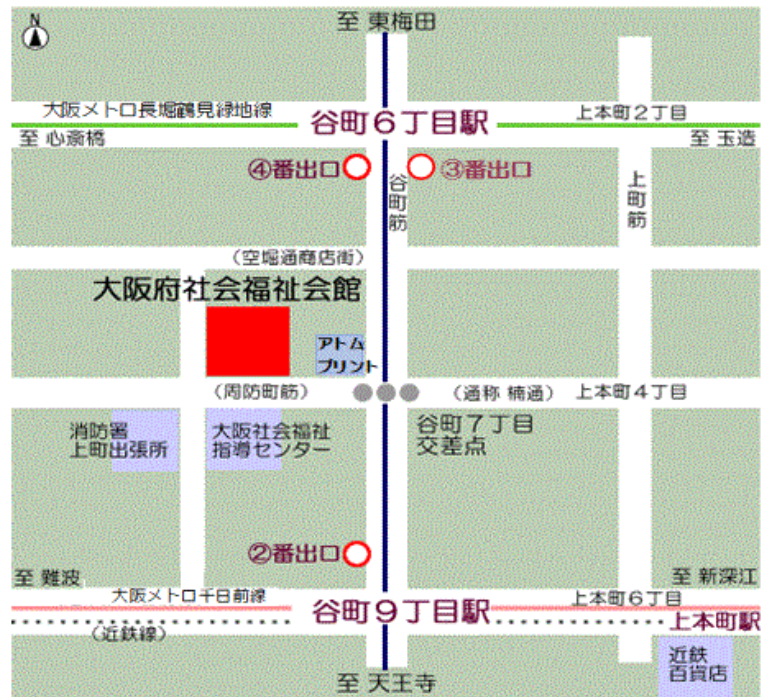 N
至 東梅田
大阪メトロ長堀鶴見緑地線
谷町6丁目駅
上本町2丁目
至 心斎橋
至 玉造
④番出口
③番出口
谷町筋
上町筋
(空堀通商店街)
大阪府社会福祉会館
アトム
プリント
(周防町筋)
(通称 楠通)
上本町4丁目
消防署
上町出張所
大阪社会福祉
指導センター
谷町7丁目
交差点
②番出口
至 難波
至 新深江
大阪メトロ千日前線
谷町9丁目駅
上本町6丁目
(近鉄線)
上本町駅
近鉄
百貨店
至 天王寺